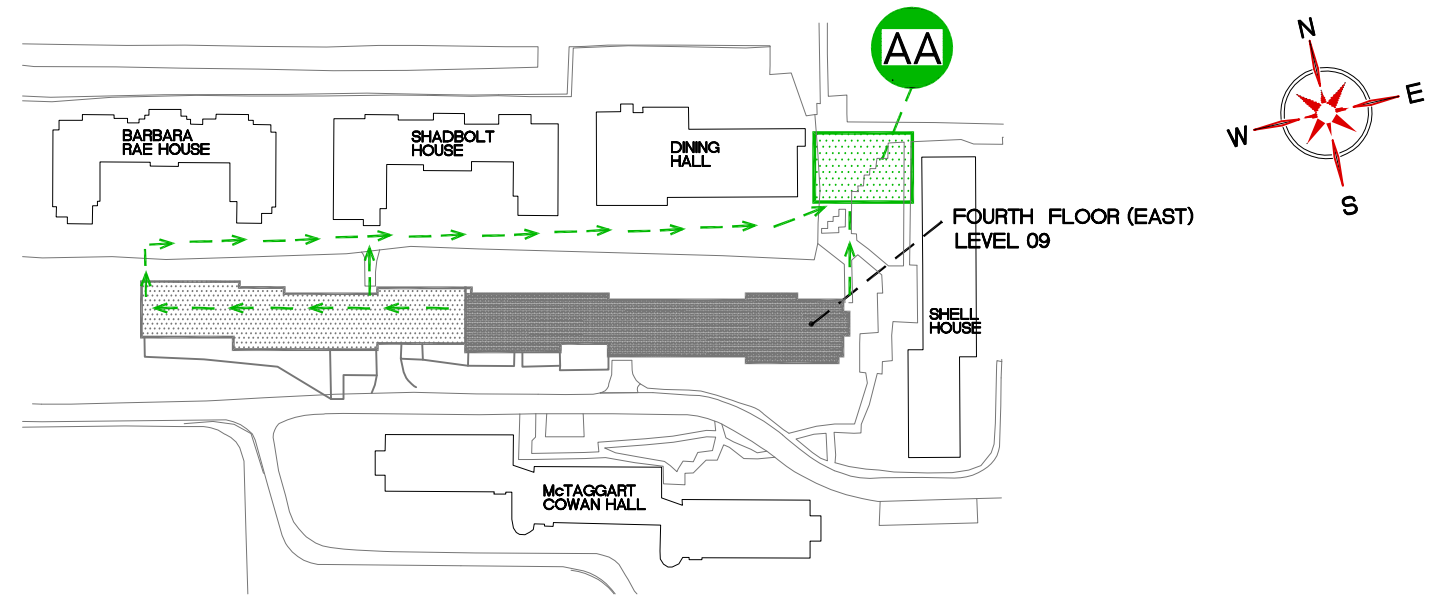 AA
N
E
W
S
BARBARA
RAE HOUSE
SHADBOLT
HOUSE
DINING
HALL
FOURTH FLOOR (EAST)
LEVEL 09
SHELL
HOUSE
McTAGGART
COWAN HALL